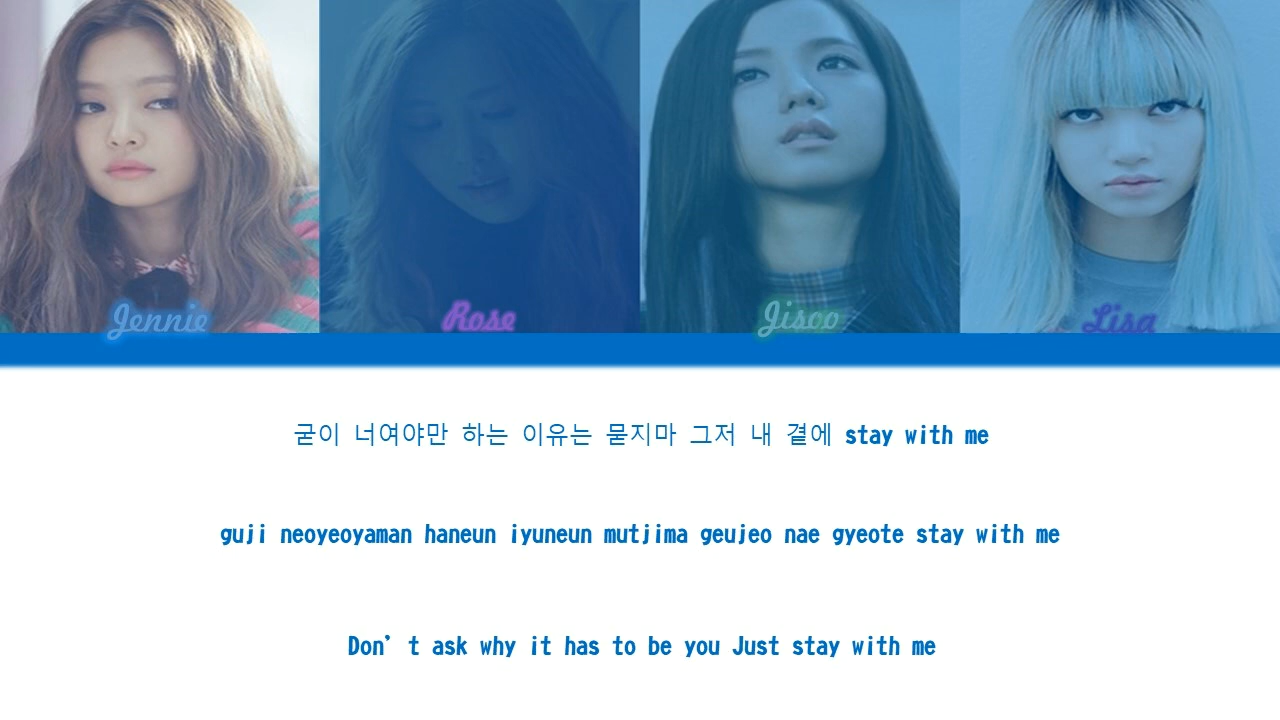 Jennie
Rose
Jisoo
Lisa
굳이 너여야만 하는 이유는 묻지마 그저 내 곁에 stay with me
guji neoyeoyaman haneun iyuneun mutjima geujeo nae gyeote stay with me
Don’t ask why it has to be you Just stay with me